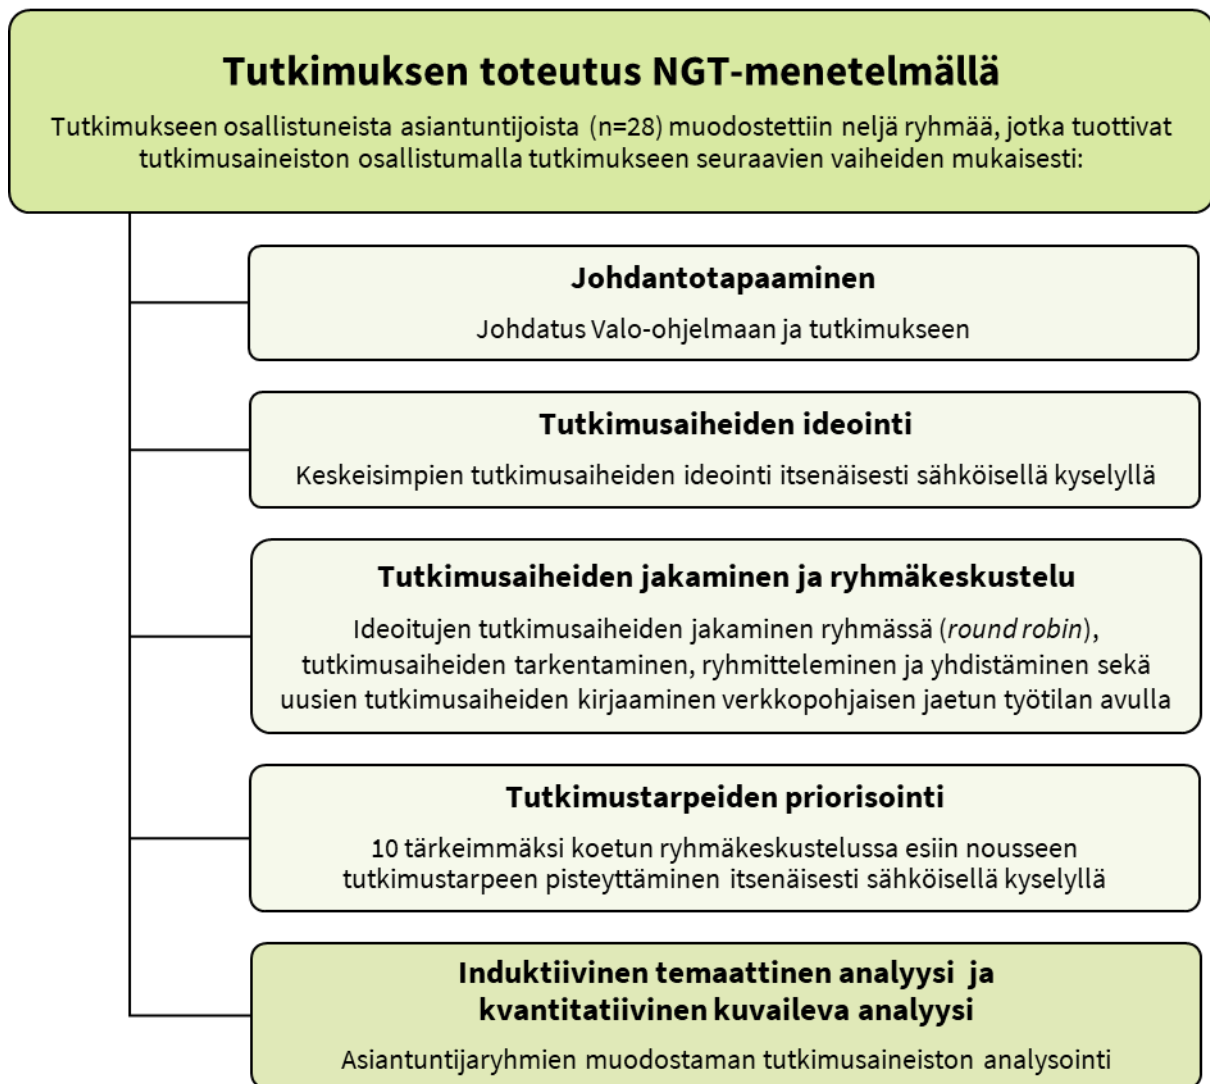 Tutkimuksen toteutus NGT-menetelmällä
Tutkimukseen osallistuneista asiantuntijoista (n=28) muodostettiin neljä ryhmää, jotka tuottivat
tutkimusaineiston osallistumalla tutkimukseen seuraavien vaiheiden mukaisesti:
Johdantotapaaminen
Johdatus Valo-ohjelmaan ja tutkimukseen
Tutkimusaiheiden ideointi
Keskeisimpien tutkimusaiheiden ideointi itsenäisesti sähköisellä kyselyllä
Tutkimusaiheiden jakaminen ja ryhmäkeskustelu
Ideoitujen tutkimusaiheiden jakaminen ryhmässä (round robin),
tutkimusaiheiden tarkentaminen, ryhmitteleminen ja yhdistäminen sekä
uusien tutkimusaiheiden kirjaaminen verkkopohjaisen jaetun työtilan avulla
Tutkimustarpeiden priorisointi
10 tärkeimmäksi koetun ryhmäkeskustelussa esiin nousseen
tutkimustarpeen pisteyttäminen itsenäisesti sähköisellä kyselyllä
Induktiivinen temaattinen analyysi ja
kvantitatiivinen kuvaileva analyysi
Asiantuntijaryhmien muodostaman tutkimusaineiston analysointi